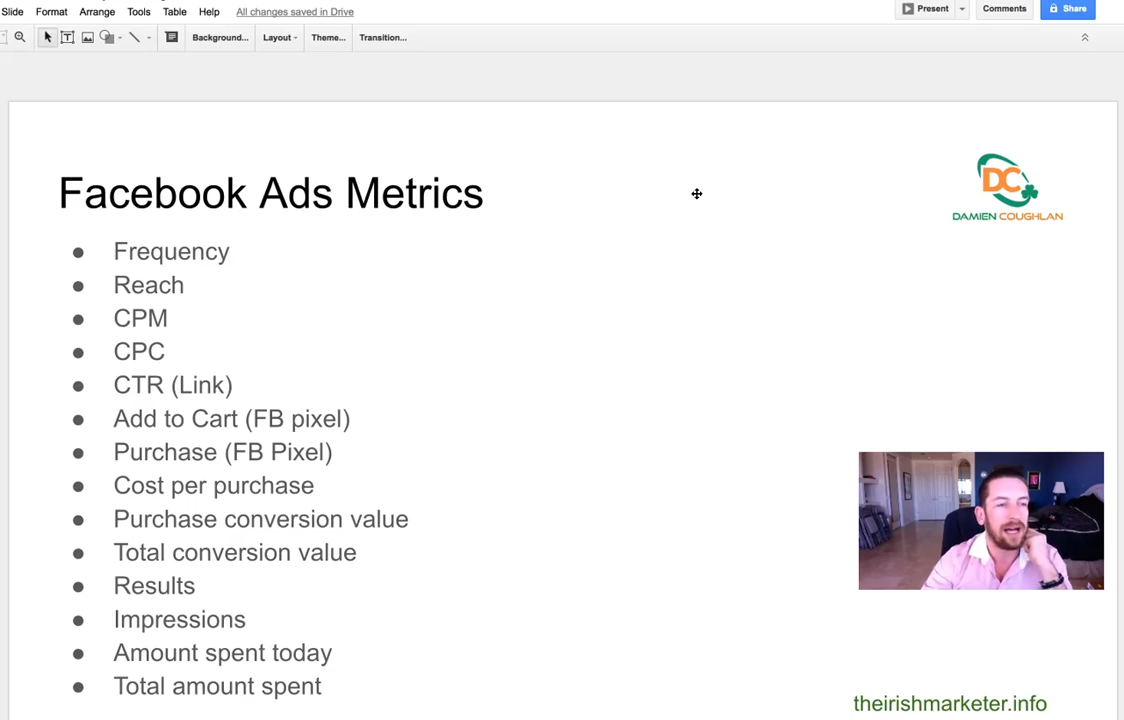 Slide Format Arrange Tools Table Help All changes saved in Drive Present Comments Share
Background... Layout Theme... Transition...
Facebook Ads Metrics
DC
DAMIEN COUGHLAN
● Frequency
● Reach
● CPM
● CPC
● CTR (Link)
● Add to Cart (FB pixel)
● Purchase (FB Pixel)
● Cost per purchase
● Purchase conversion value
● Total conversion value
● Results
● Impressions
● Amount spent today
● Total amount spent
theirishmarketer.info